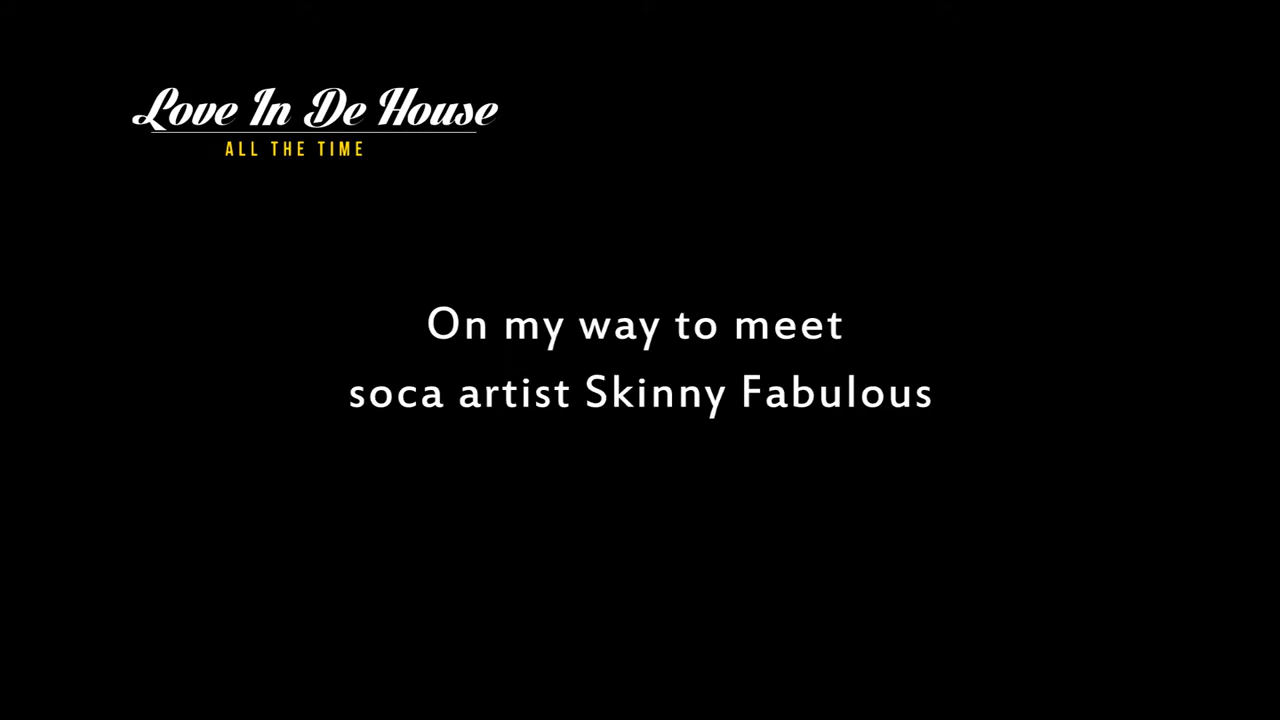 Love In De House
ALL THE TIME
On my way to meet
soca artist Skinny Fabulous